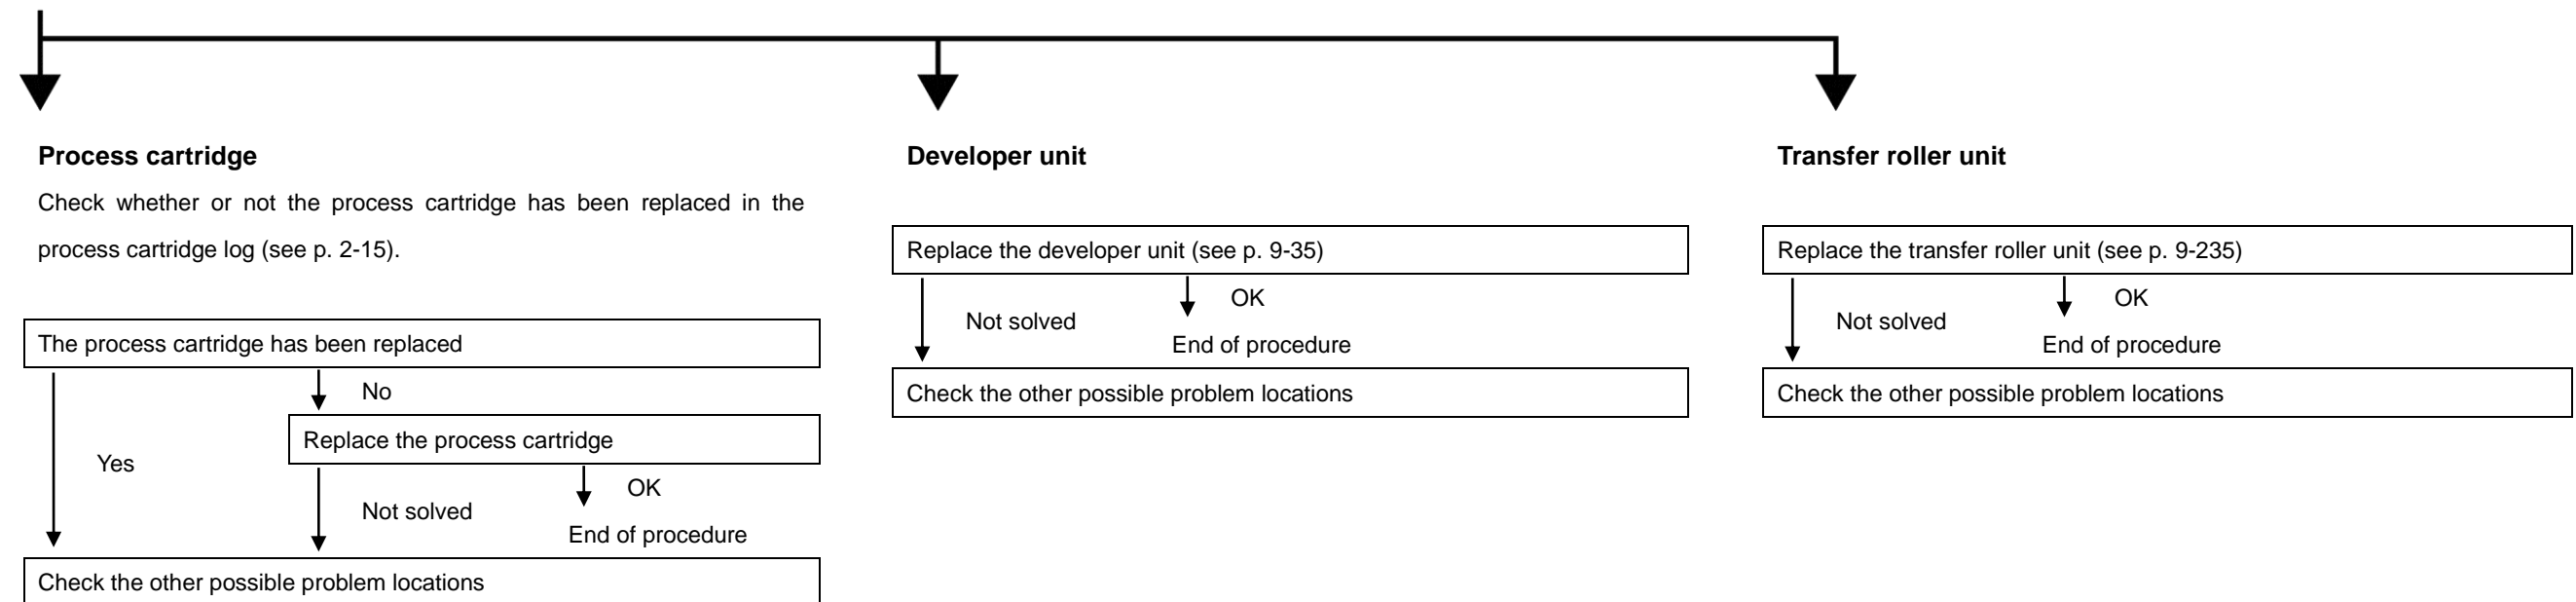 Process cartridge
Check whether or not the process cartridge has been replaced in the
process cartridge log (see p. 2-15).
The process cartridge has been replaced
No
Replace the process cartridge
Yes
OK
Not solved
End of procedure
Check the other possible problem locations
Developer unit
Replace the developer unit (see p. 9-35)
OK
Not solved
End of procedure
Check the other possible problem locations
Transfer roller unit
Replace the transfer roller unit (see p. 9-235)
OK
Not solved
End of procedure
Check the other possible problem locations